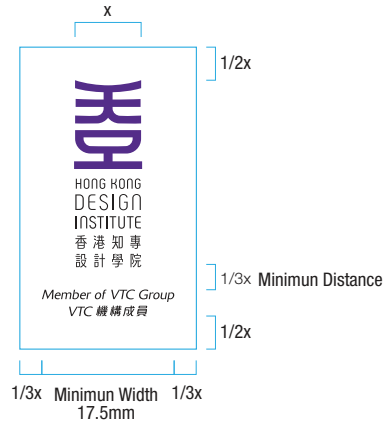 x
1/2x
HONG KONG
DESIGN
INSTITUTE
香港知專
設計學院
1/3x Minimun Distance
Member of VTC Group
VTC 機構成員
1/2x
1/3x Minimun Width 1/3x
17.5mm